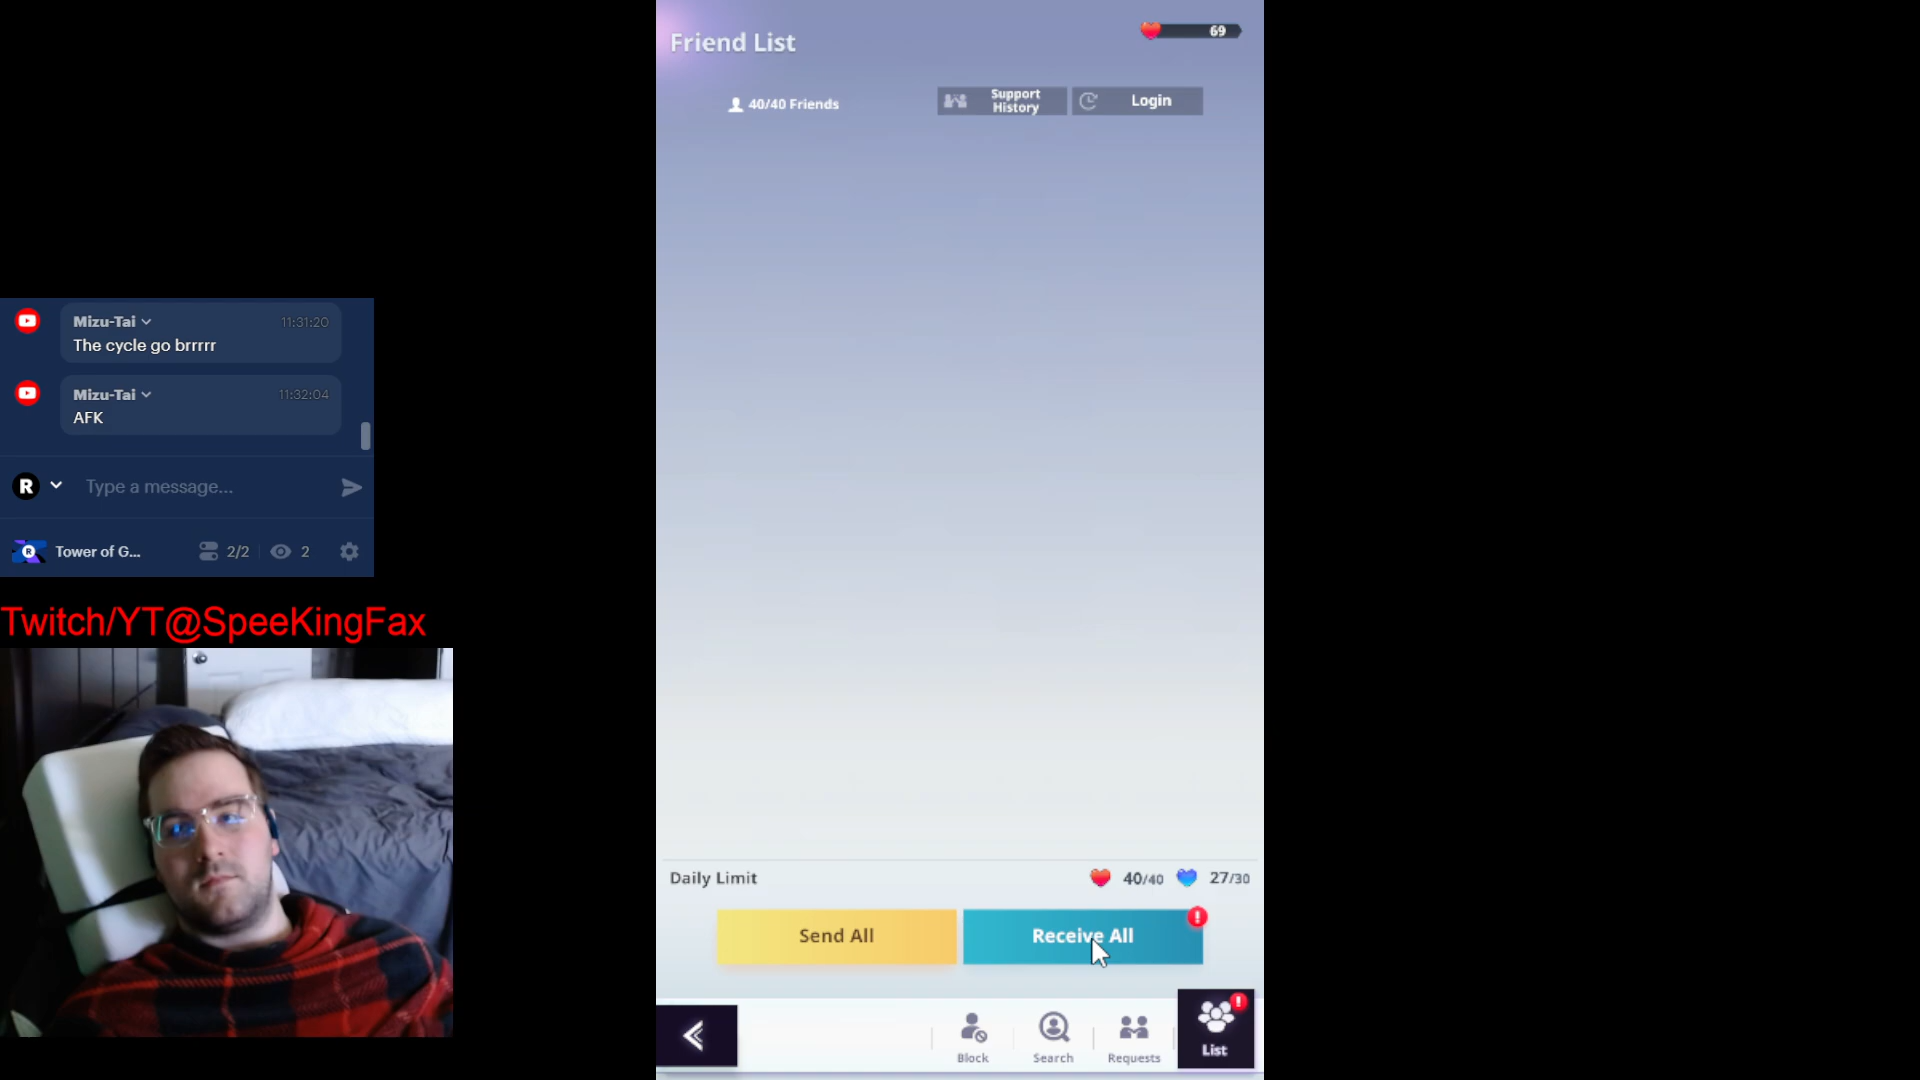 Friend List
69
40/40 Friends
Support
History
Login
Mizu-Tai
11:31:20
The cycle go brrrrr
Mizu-Tai
11:32:04
AFK
R
Type a message...
R
Tower of G...
2/2
2
Twitch/YT@SpeeKingFax
Daily Limit
40/40
27/30
Send All
Receive All
Block
Search
Requests
List